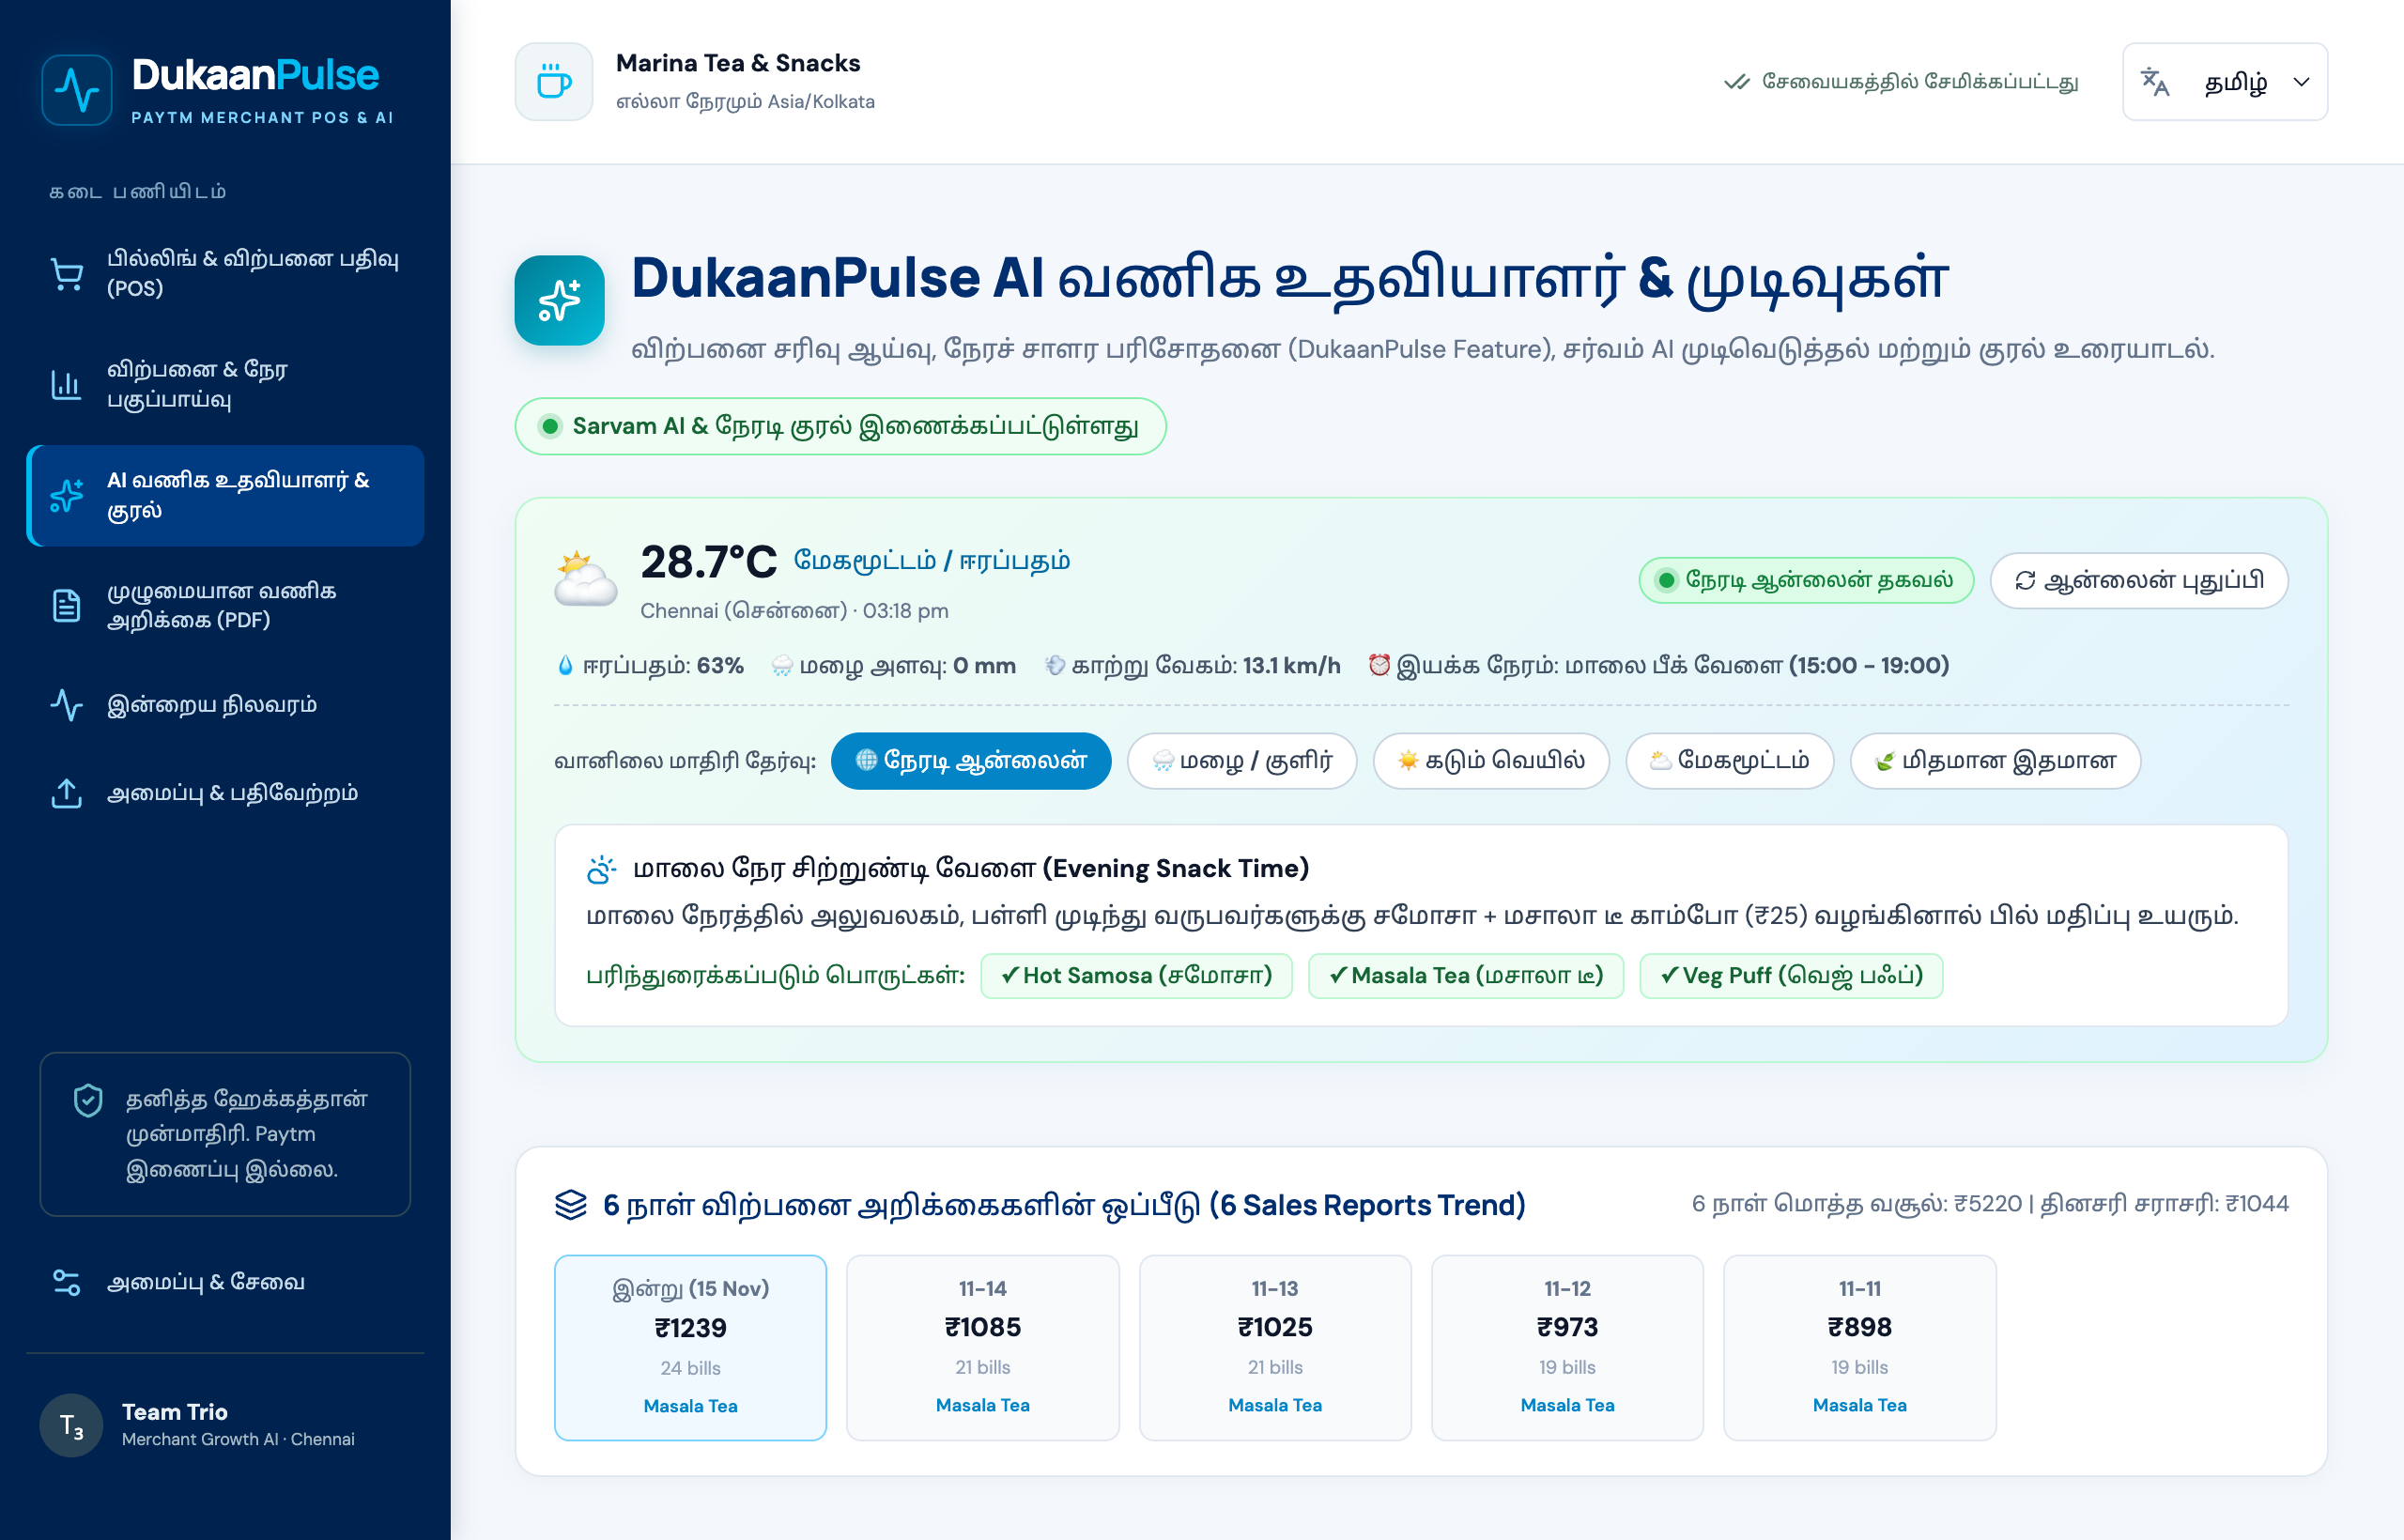 DukaanPulse
PAYTM MERCHANT POS & AI
கடை பணியிடம்
பில்லிங் & விற்பனை பதிவு
(POS)
விற்பனை & நேர
பகுப்பாய்வு
AI வணிக உதவியாளர் &
குரல்
முழுமையான வணிக
அறிக்கை (PDF)
இன்றைய நிலவரம்
அமைப்பு & பதிவேற்றம்
தனித்த ஹேக்கத்தான்
முன்மாதிரி. Paytm
இணைப்பு இல்லை.
அமைப்பு & சேவை
T3
Team Trio
Merchant Growth AI · Chennai
Marina Tea & Snacks
எல்லா நேரமும் Asia/Kolkata
சேவையகத்தில் சேமிக்கப்பட்டது
தமிழ்
DukaanPulse AI வணிக உதவியாளர் & முடிவுகள்
விற்பனை சரிவு ஆய்வு, நேரச் சாளர பரிசோதனை (DukaanPulse Feature), சர்வம் AI முடிவெடுத்தல் மற்றும் குரல் உரையாடல்.
Sarvam AI & நேரடி குரல் இணைக்கப்பட்டுள்ளது
28.7°C மேகமூட்டம் / ஈரப்பதம்
Chennai (சென்னை) · 03:18 pm
நேரடி ஆன்லைன் தகவல்
ஆன்லைன் புதுப்பி
ஈரப்பதம்: 63% மழை அளவு: 0 mm காற்று வேகம்: 13.1 km/h இயக்க நேரம்: மாலை பீக் வேளை (15:00 - 19:00)
வானிலை மாதிரி தேர்வு: நேரடி ஆன்லைன் மழை / குளிர் கடும் வெயில் மேகமூட்டம் மிதமான இதமான
மாலை நேர சிற்றுண்டி வேளை (Evening Snack Time)
மாலை நேரத்தில் அலுவலகம், பள்ளி முடிந்து வருபவர்களுக்கு சமோசா + மசாலா டீ காம்போ (₹25) வழங்கினால் பில் மதிப்பு உயரும்.
பரிந்துரைக்கப்படும் பொருட்கள்: ✓ Hot Samosa (சமோசா) ✓ Masala Tea (மசாலா டீ) ✓ Veg Puff (வெஜ் பஃப்)
6 நாள் விற்பனை அறிக்கைகளின் ஒப்பீடு (6 Sales Reports Trend)
6 நாள் மொத்த வசூல்: ₹5220 | தினசரி சராசரி: ₹1044
இன்று (15 Nov)
₹1239
24 bills
Masala Tea
11-14
₹1085
21 bills
Masala Tea
11-13
₹1025
21 bills
Masala Tea
11-12
₹973
19 bills
Masala Tea
11-11
₹898
19 bills
Masala Tea